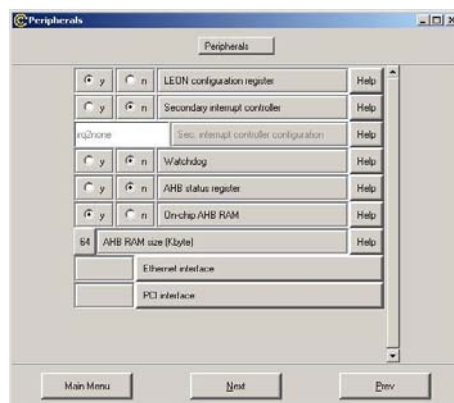 Peripherals
Peripherals
y n LEON configuration register Help
y n Secondary interrupt controller Help
irq2none Sec. interrupt controller configuration Help
y n Watchdog Help
y n AHB status register Help
y n On-chip AHB RAM Help
64 AHB RAM size (Kbyte) Help
Ethernet interface
PCI interface
Main Menu Next Prev